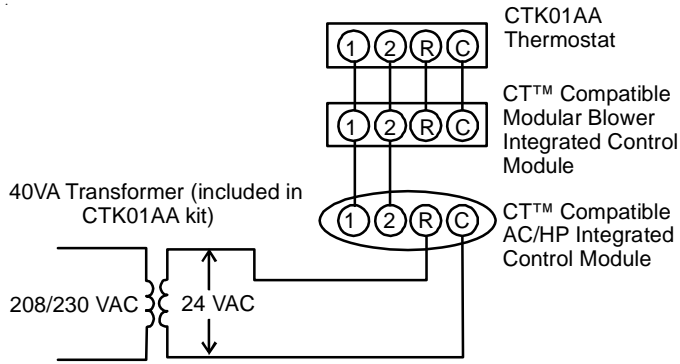 CTK01AA
Thermostat
1 2 R C
CT™ Compatible
Modular Blower
Integrated Control
Module
1 2 R C
40VA Transformer (included in
CTK01AA kit)
CT™ Compatible
AC/HP Integrated
Control Module
1 2 R C
208/230 VAC
24 VAC